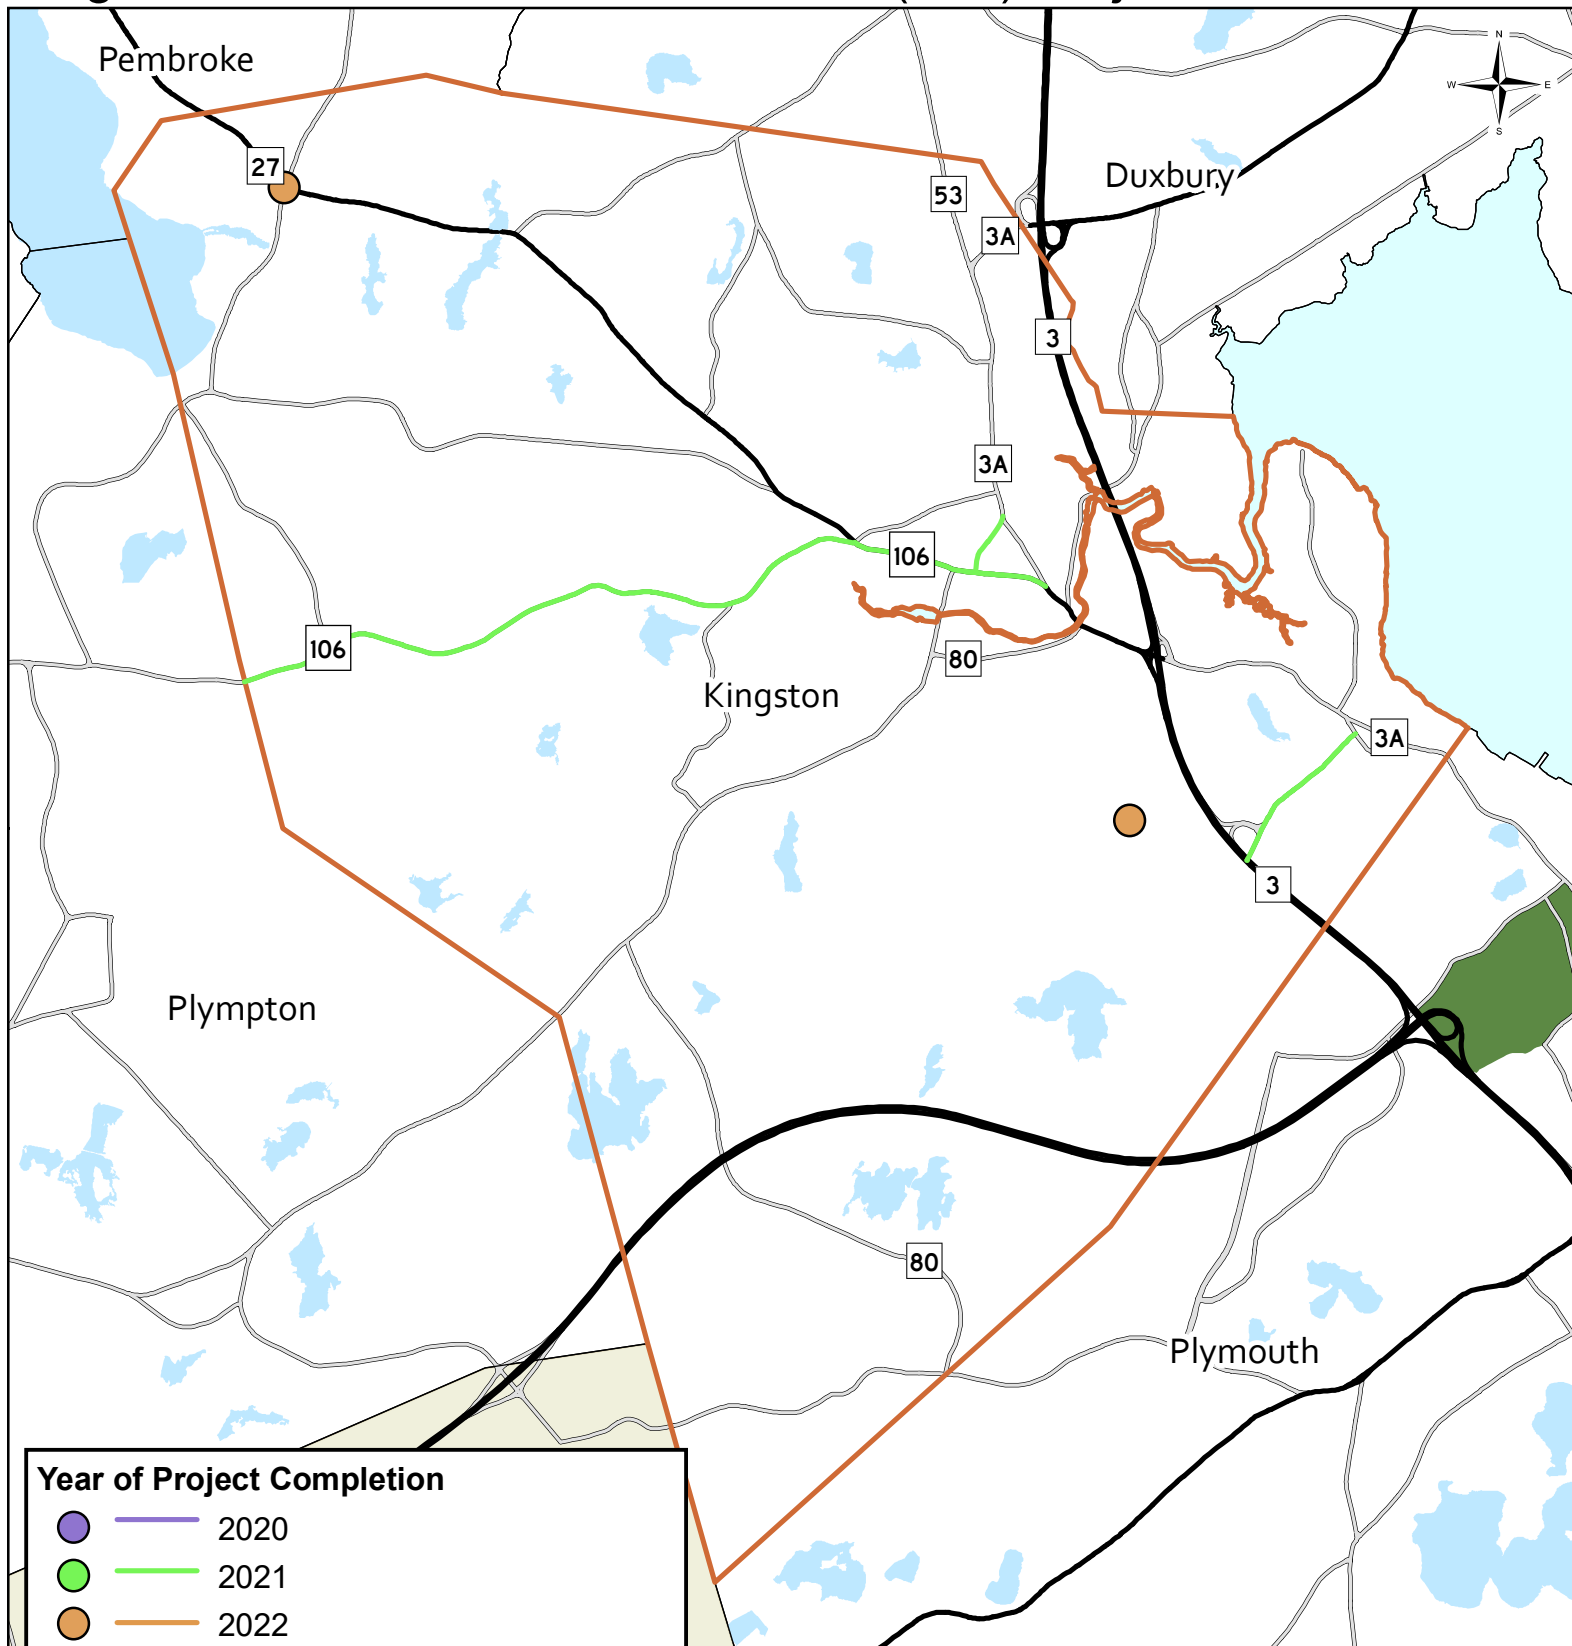 Pembroke
N
W
E
S
27
Duxbury
53
3A
3
3A
106
106
80
Kingston
3A
3
Plympton
80
Plymouth
Year of Project Completion
2020
2021
2022